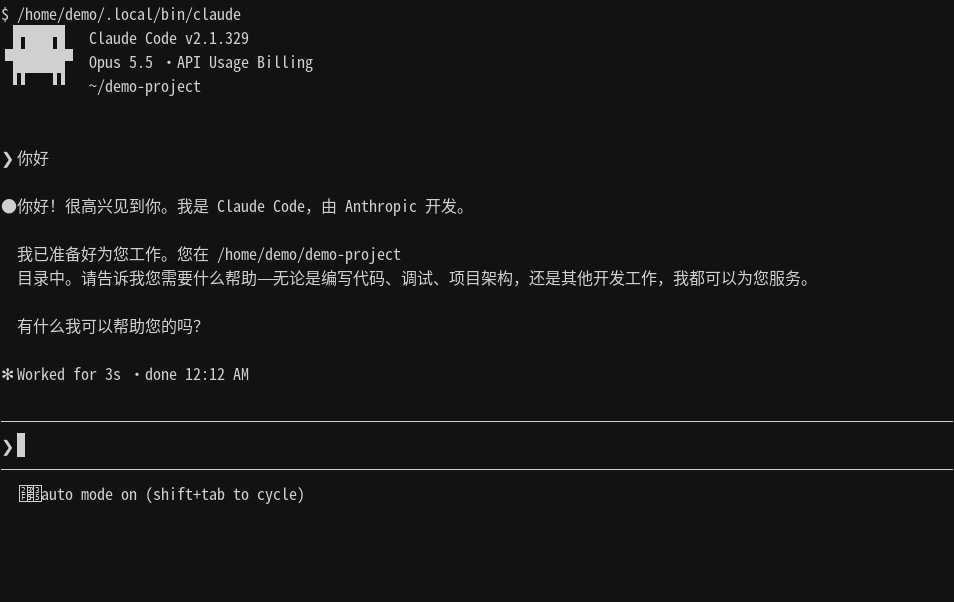 $ /home/demo/.local/bin/claude
Claude Code v2.1.329
Opus 5.5 · API Usage Billing
~/demo-project
❯ 你好
● 你好！很高兴见到你。我是 Claude Code，由 Anthropic 开发。
我已准备好为您工作。您在 /home/demo/demo-project
目录中。请告诉我您需要什么帮助——无论是编写代码、调试、项目架构，还是其他开发工作，我都可以为您服务。
有什么我可以帮助您的吗？
✻ Worked for 3s · done 12:12 AM
❯
auto mode on (shift+tab to cycle)